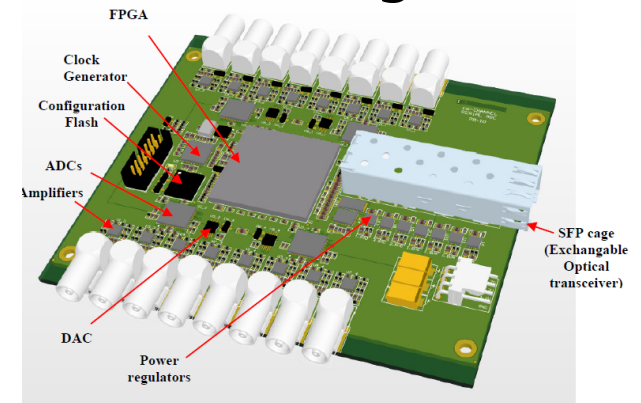 FPGA
Clock
Generator
Configuration
Flash
ADCs
Amplifiers
DAC
Power
regulators
SFP cage
(Exchangable
Optical
transceiver)